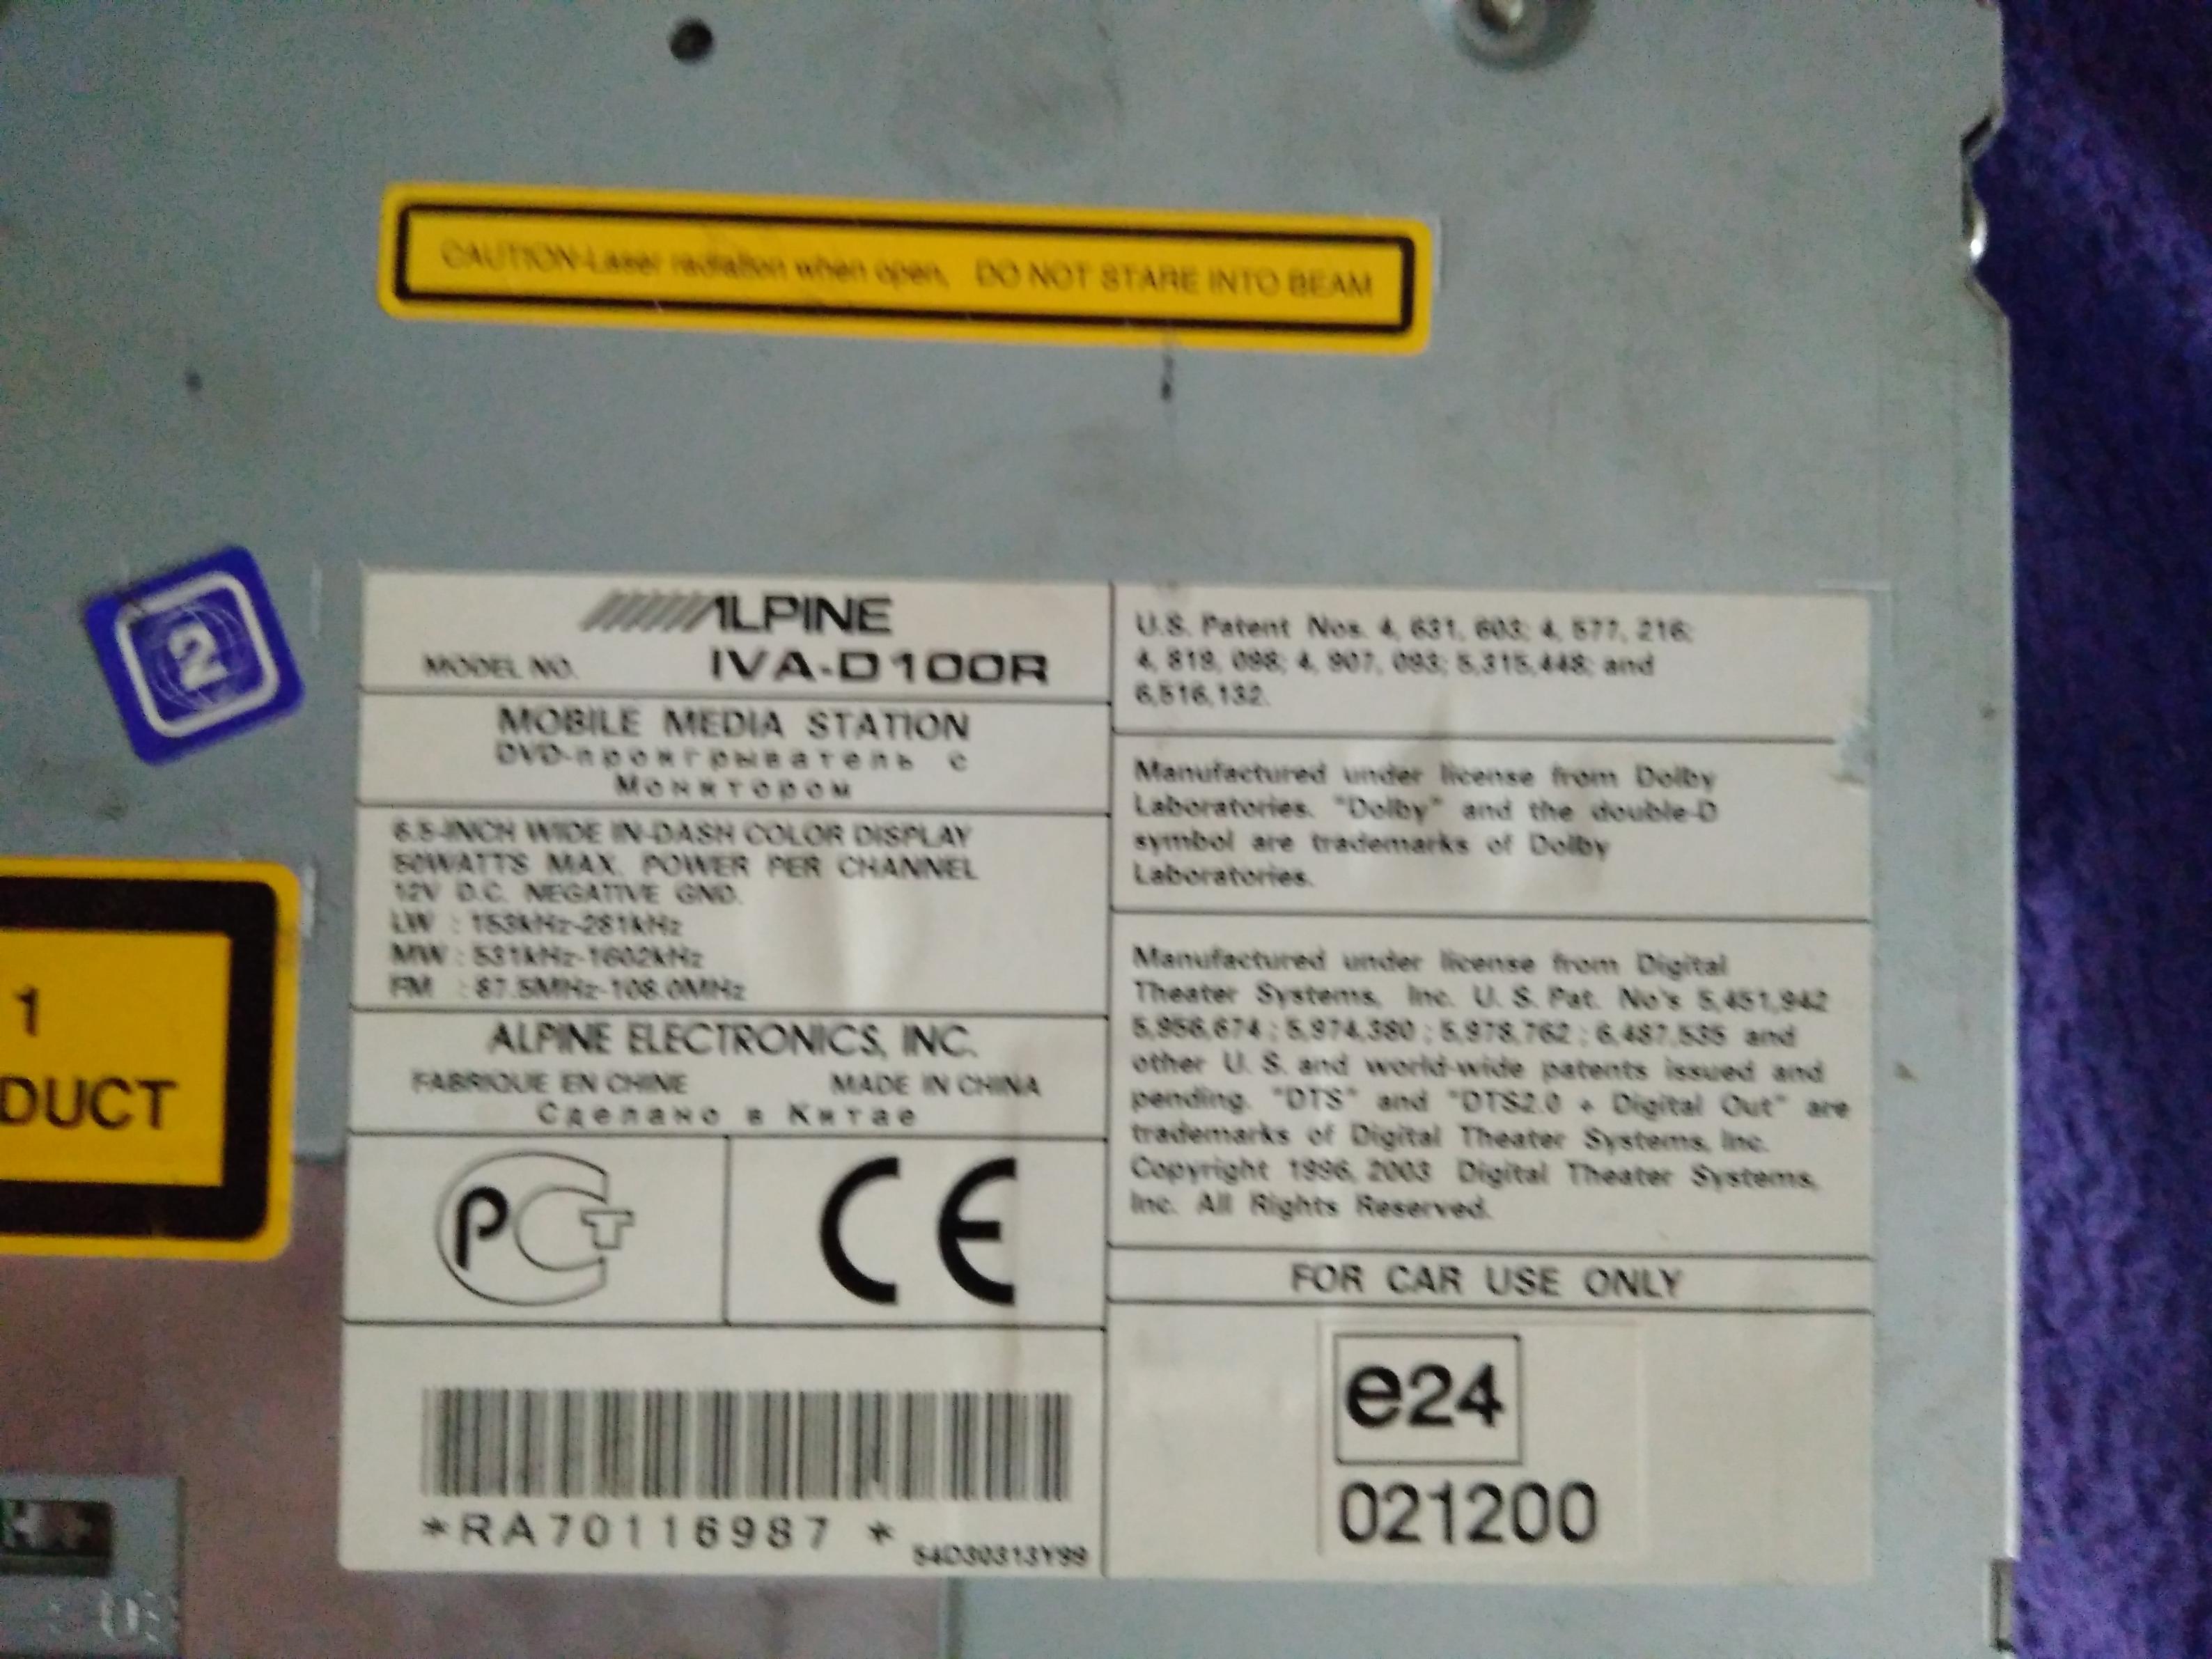 CAUTION-Laser radiation when open, DO NOT STARE INTO BEAM
2
1
DUCT
ALPINE
MODEL NO. IVA-D100R
MOBILE MEDIA STATION
DVD-проигрыватель с
Монитором
6.5-INCH WIDE IN-DASH COLOR DISPLAY
50WATTS MAX. POWER PER CHANNEL
12V D.C. NEGATIVE GND.
LW : 153kHz-281kHz
MW : 531kHz-1602kHz
FM : 87.5MHz-108.0MHz
ALPINE ELECTRONICS, INC.
FABRIQUE EN CHINE MADE IN CHINA
Сделано в Китае
РСТ
CE
*RA70116987 *
54D30313Y99
U.S. Patent Nos. 4, 631, 603; 4, 577, 216;
4, 819, 098; 4, 907, 093; 5,315,448; and
6,516,132.
Manufactured under license from Dolby
Laboratories. "Dolby" and the double-D
symbol are trademarks of Dolby
Laboratories.
Manufactured under license from Digital
Theater Systems, Inc. U. S. Pat. No's 5,451,942
5,956,674 ; 5,974,380 ; 5,978,762 ; 6,487,535 and
other U. S. and world-wide patents issued and
pending. "DTS" and "DTS2.0 + Digital Out" are
trademarks of Digital Theater Systems, Inc.
Copyright 1996, 2003 Digital Theater Systems,
Inc. All Rights Reserved.
FOR CAR USE ONLY
e24
021200